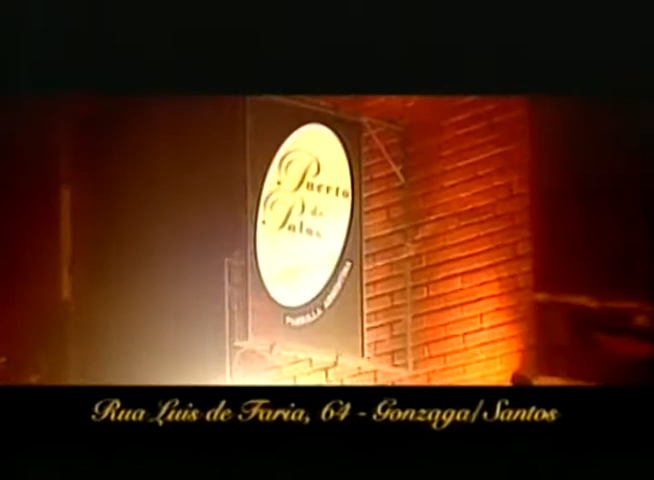 Puerto
de
Palos
PARRILLA ARGENTINA
Rua Luis de Faria, 64 - Gonzaga/Santos